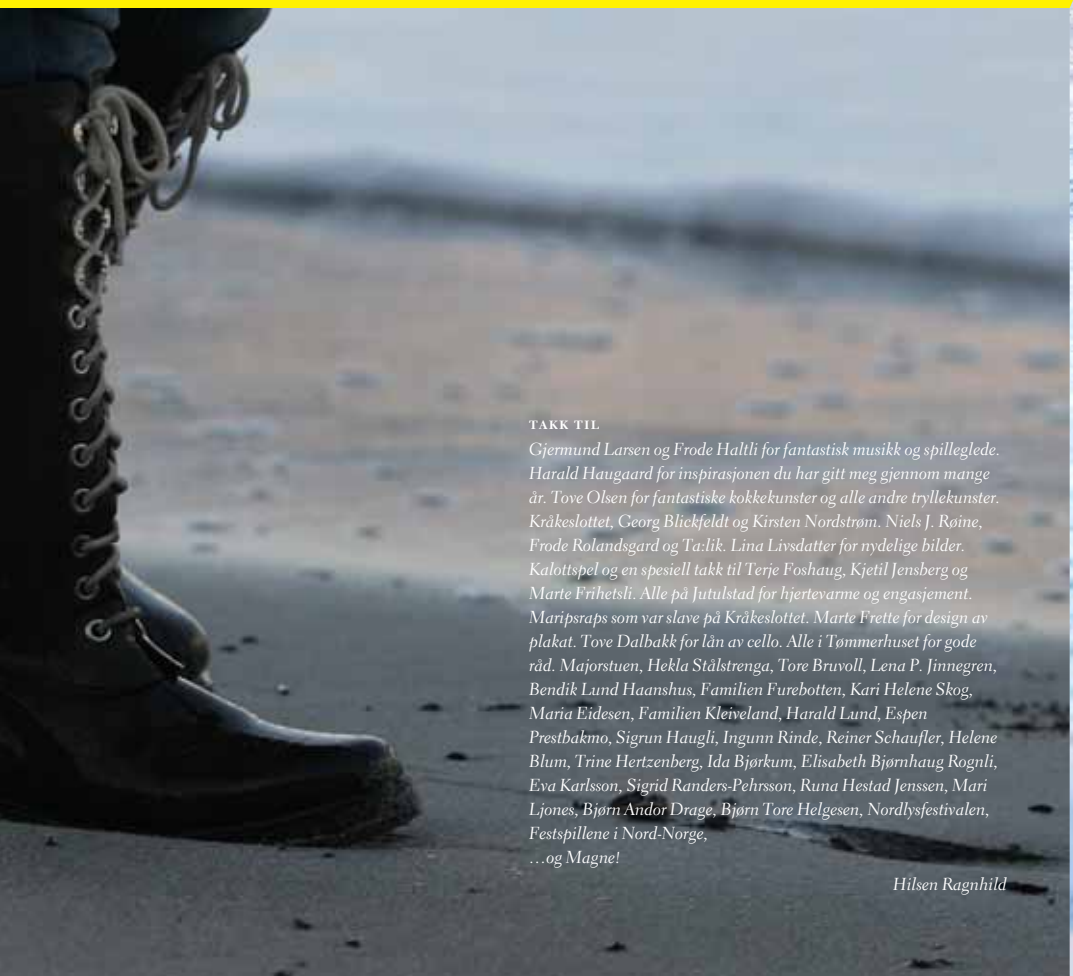 TAKK TIL
Gjermund Larsen og Frode Haltli for fantastisk musikk og spilleglede.
Harald Haugaard for inspirasjonen du har gitt meg gjennom mange
år. Tove Olsen for fantastiske kokkekunster og alle andre tryllekunster.
Kråkeslottet, Georg Blickfeldt og Kirsten Nordstrøm. Niels J. Røine,
Frode Rolandsgard og Ta:lik. Lina Livsdatter for nydelige bilder.
Kalottspel og en spesiell takk til Terje Foshaug, Kjetil Jensberg og
Marte Frihetsli. Alle på Jutulstad for hjertevarme og engasjement.
Maripsraps som var slave på Kråkeslottet. Marte Frette for design av
plakat. Tove Dalbakk for lån av cello. Alle i Tømmerhuset for gode
råd. Majorstuen, Hekla Stålstrenga, Tore Bruvoll, Lena P. Jinnegren,
Bendik Lund Haanshus, Familien Furebotten, Kari Helene Skog,
Maria Eidesen, Familien Kleiveland, Harald Lund, Espen
Prestbakmo, Sigrun Haugli, Ingunn Rinde, Reiner Schaufler, Helene
Blum, Trine Hertzenberg, Ida Bjørkum, Elisabeth Bjørnhaug Rognli,
Eva Karlsson, Sigrid Randers-Pehrsson, Runa Hestad Jenssen, Mari
Ljones, Bjørn Andor Drage, Bjørn Tore Helgesen, Nordlysfestivalen,
Festspillene i Nord-Norge,
…og Magne!
Hilsen Ragnhild